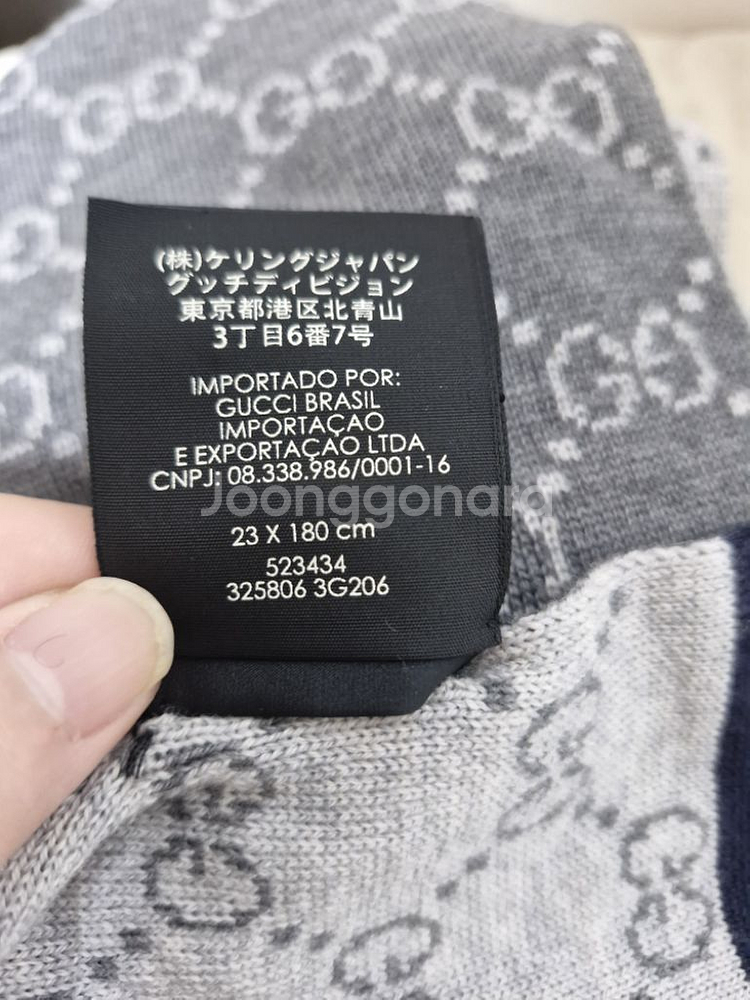 (株)ケリングジャパン
グッチディビジョン
東京都港区北青山
3丁目6番7号
IMPORTADO POR:
GUCCI BRASIL
IMPORTAÇAO
E EXPORTAÇAO LTDA
CNPJ: 08.338.986/0001-16
Joonggonara
23 X 180 cm
523434
325806 3G206